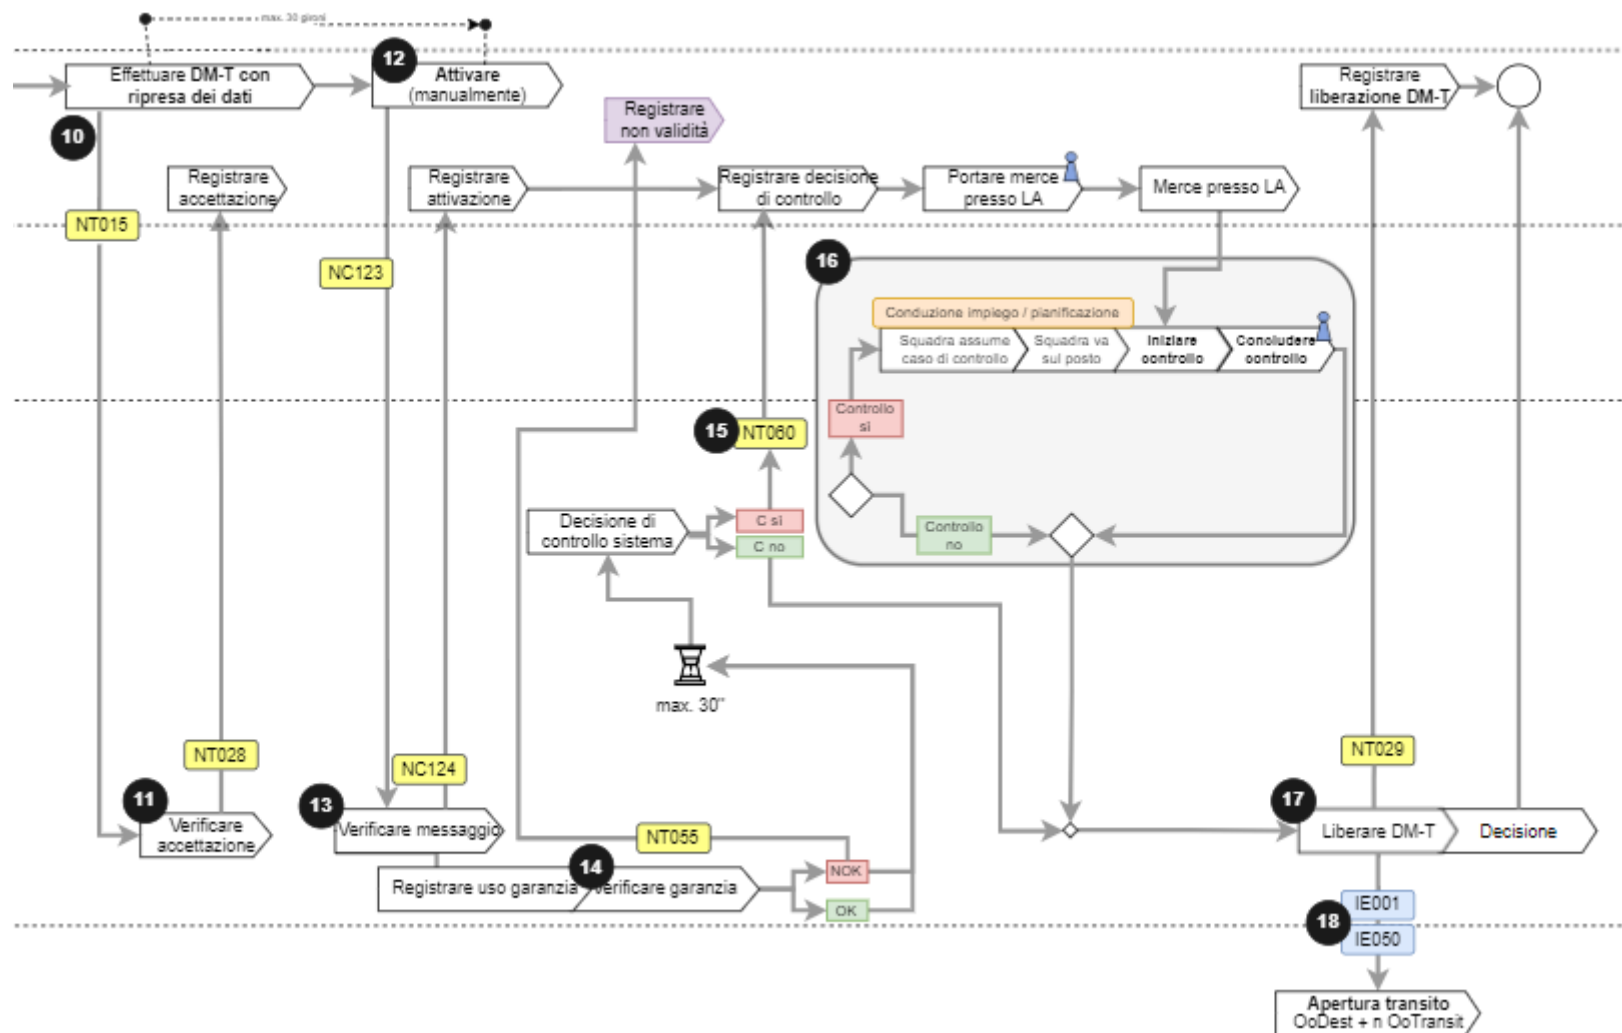 max. 30 gironi
Effettuare DM-T con
ripresa dei dati
12
Attivare
(manualmente)
Registrare
liberazione DM-T
10
Registrare
non validità
Registrare
accettazione
Registrare
attivazione
Registrare decisione
di controllo
Portare merce
presso LA
Merce presso LA
NT015
NC123
16
Conduzione impiego / pianificazione
Squadra assume
caso di controllo
Squadra va
sul posto
Iniziare
controllo
Concludere
controllo
Controllo
sì
15
NT060
Decisione di
controllo sistema
C sì
C no
Controllo
no
max. 30"
NT028
NC124
NT029
11
Verificare
accettazione
13
Verificare messaggio
NT055
17
Liberare DM-T
Decisione
Registrare uso garanzia
14
Verificare garanzia
NOK
OK
IE001
18
IE050
Apertura transito
OoDest + n OoTransit